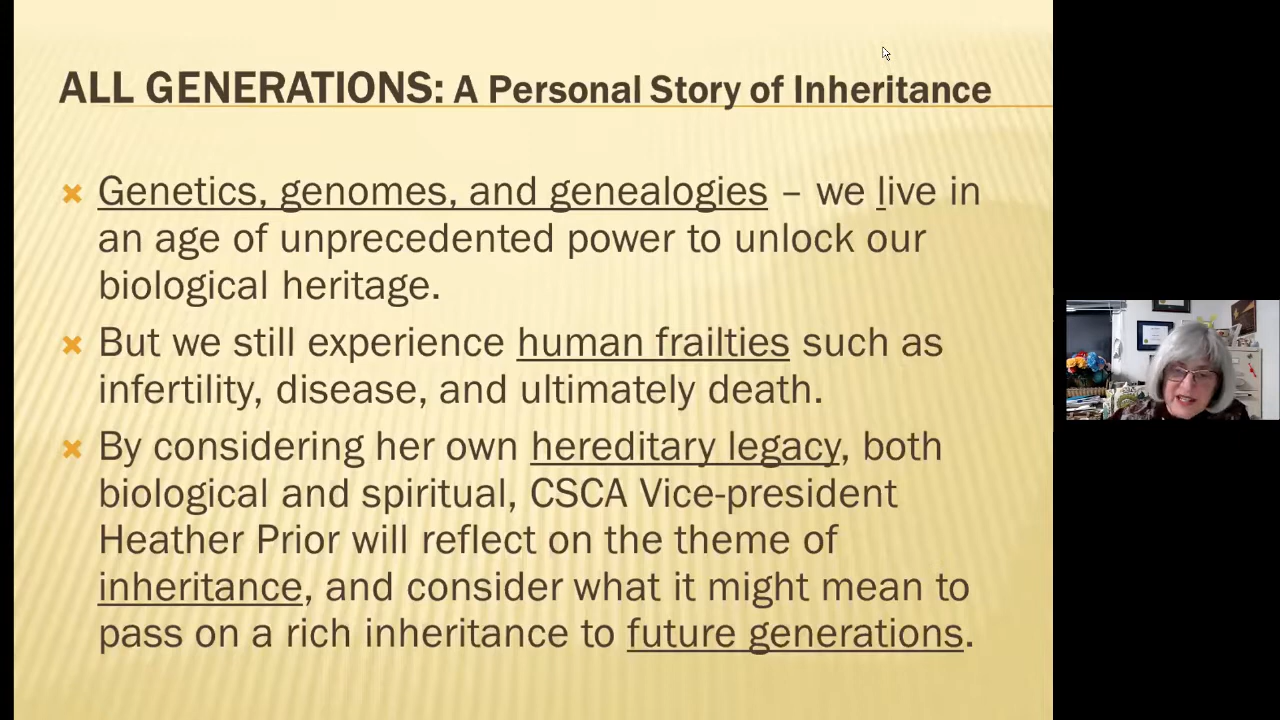 ALL GENERATIONS: A Personal Story of Inheritance
Genetics, genomes, and genealogies – we live in
an age of unprecedented power to unlock our
biological heritage.
But we still experience human frailties such as
infertility, disease, and ultimately death.
By considering her own hereditary legacy, both
biological and spiritual, CSCA Vice-president
Heather Prior will reflect on the theme of
inheritance, and consider what it might mean to
pass on a rich inheritance to future generations.